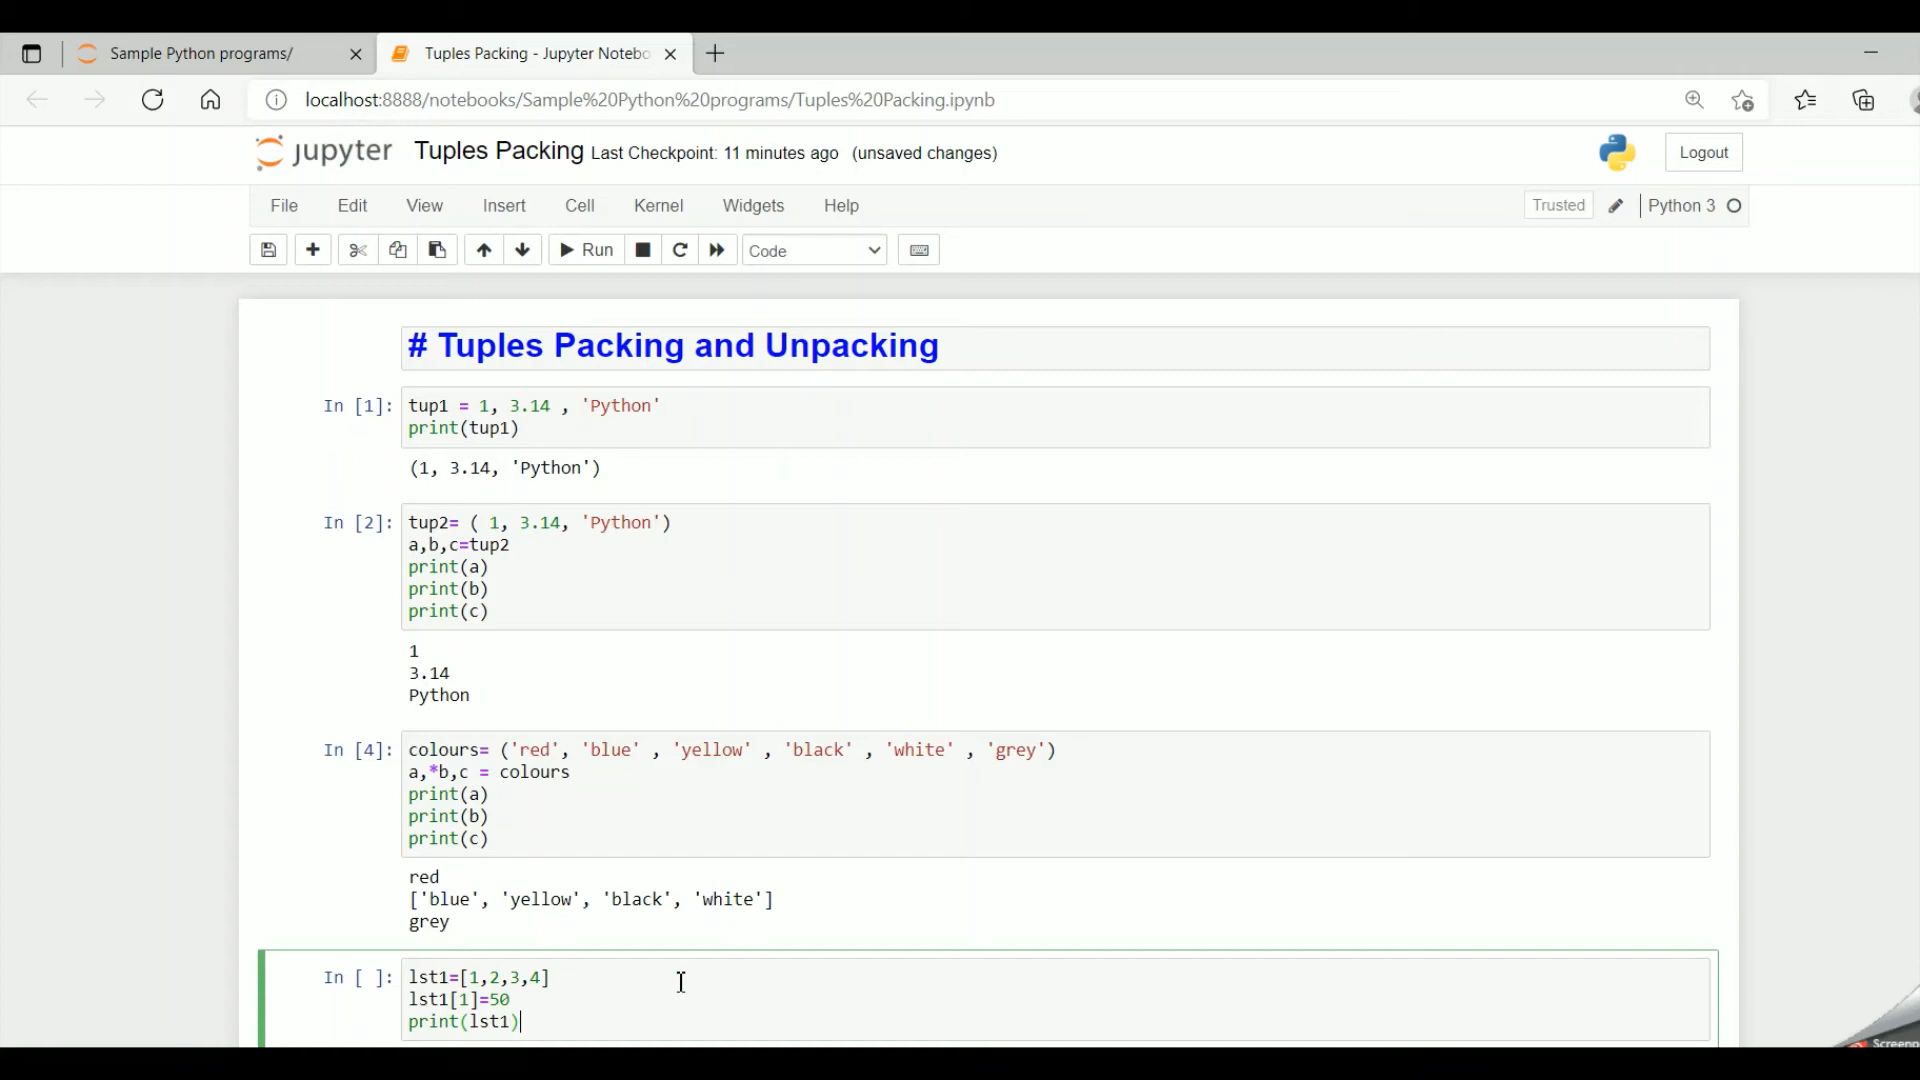 Sample Python programs/
Tuples Packing - Jupyter Notebo
localhost:8888/notebooks/Sample%20Python%20programs/Tuples%20Packing.ipynb
jupyter Tuples Packing Last Checkpoint: 11 minutes ago (unsaved changes)
Logout
File Edit View Insert Cell Kernel Widgets Help
Trusted Python 3
Run Code
# Tuples Packing and Unpacking
In [1]: tup1 = 1, 3.14 , 'Python'
print(tup1)
(1, 3.14, 'Python')
In [2]: tup2= ( 1, 3.14, 'Python')
a,b,c=tup2
print(a)
print(b)
print(c)
1
3.14
Python
In [4]: colours= ('red', 'blue' , 'yellow' , 'black' , 'white' , 'grey')
a,*b,c = colours
print(a)
print(b)
print(c)
red
['blue', 'yellow', 'black', 'white']
grey
In [ ]: lst1=[1,2,3,4]
lst1[1]=50
print(lst1)